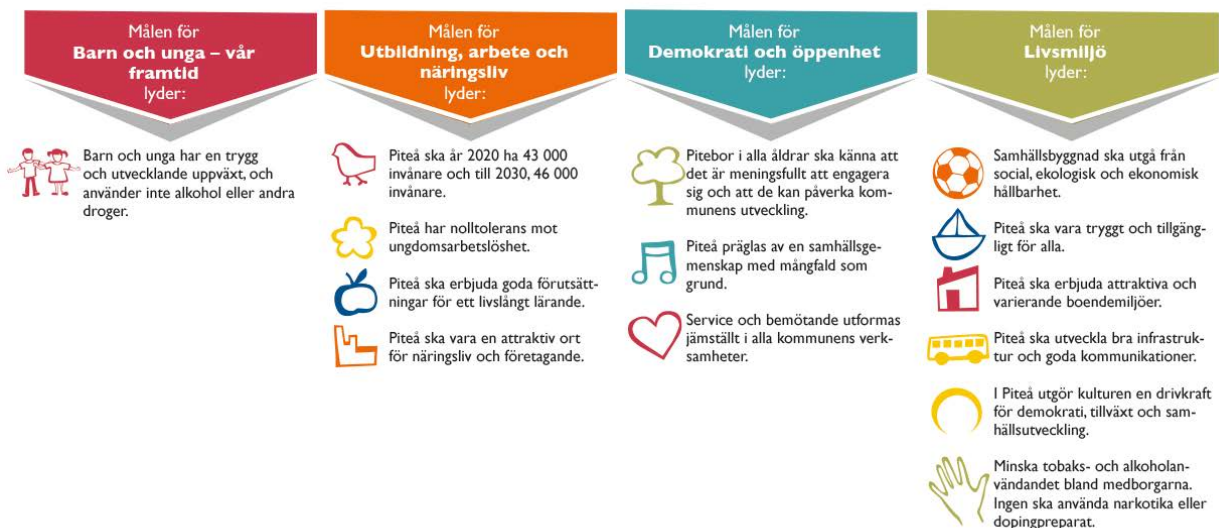 Målen för
Barn och unga – vår
framtid
lyder:
Barn och unga har en trygg
och utvecklande uppväxt, och
använder inte alkohol eller andra
droger.
Målen för
Utbildning, arbete och
näringsliv
lyder:
Piteå ska år 2020 ha 43 000
invånare och till 2030, 46 000
invånare.
Piteå har nolltolerans mot
ungdomsarbetslöshet.
Piteå ska erbjuda goda förutsätt-
ningar för ett livslångt lärande.
Piteå ska vara en attraktiv ort
för näringsliv och företagande.
Målen för
Demokrati och öppenhet
lyder:
Pitebor i alla åldrar ska känna att
det är meningsfullt att engagera
sig och att de kan påverka kom-
munens utveckling.
Piteå präglas av en samhällsge-
menskap med mångfald som
grund.
Service och bemötande utformas
jämställt i alla kommunens verk-
samheter.
Målen för
Livsmiljö
lyder:
Samhällsbyggnad ska utgå från
social, ekologisk och ekonomisk
hållbarhet.
Piteå ska vara tryggt och tillgäng-
ligt för alla.
Piteå ska erbjuda attraktiva och
varierande boendemiljöer.
Piteå ska utveckla bra infrastruk-
tur och goda kommunikationer.
I Piteå utgör kulturen en drivkraft
för demokrati, tillväxt och sam-
hällsutveckling.
Minska tobaks- och alkoholan-
vändandet bland medborgarna.
Ingen ska använda narkotika eller
dopingpreparat.